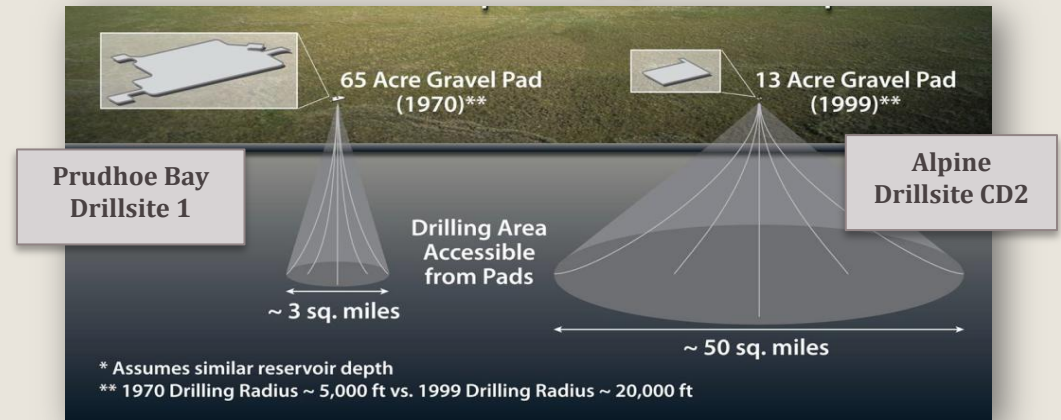 65 Acre Gravel Pad
(1970)**
13 Acre Gravel Pad
(1999)**
Prudhoe Bay
Drillsite 1
Alpine
Drillsite CD2
Drilling Area
Accessible
from Pads
~ 3 sq. miles
~ 50 sq. miles
* Assumes similar reservoir depth
** 1970 Drilling Radius ~ 5,000 ft vs. 1999 Drilling Radius ~ 20,000 ft